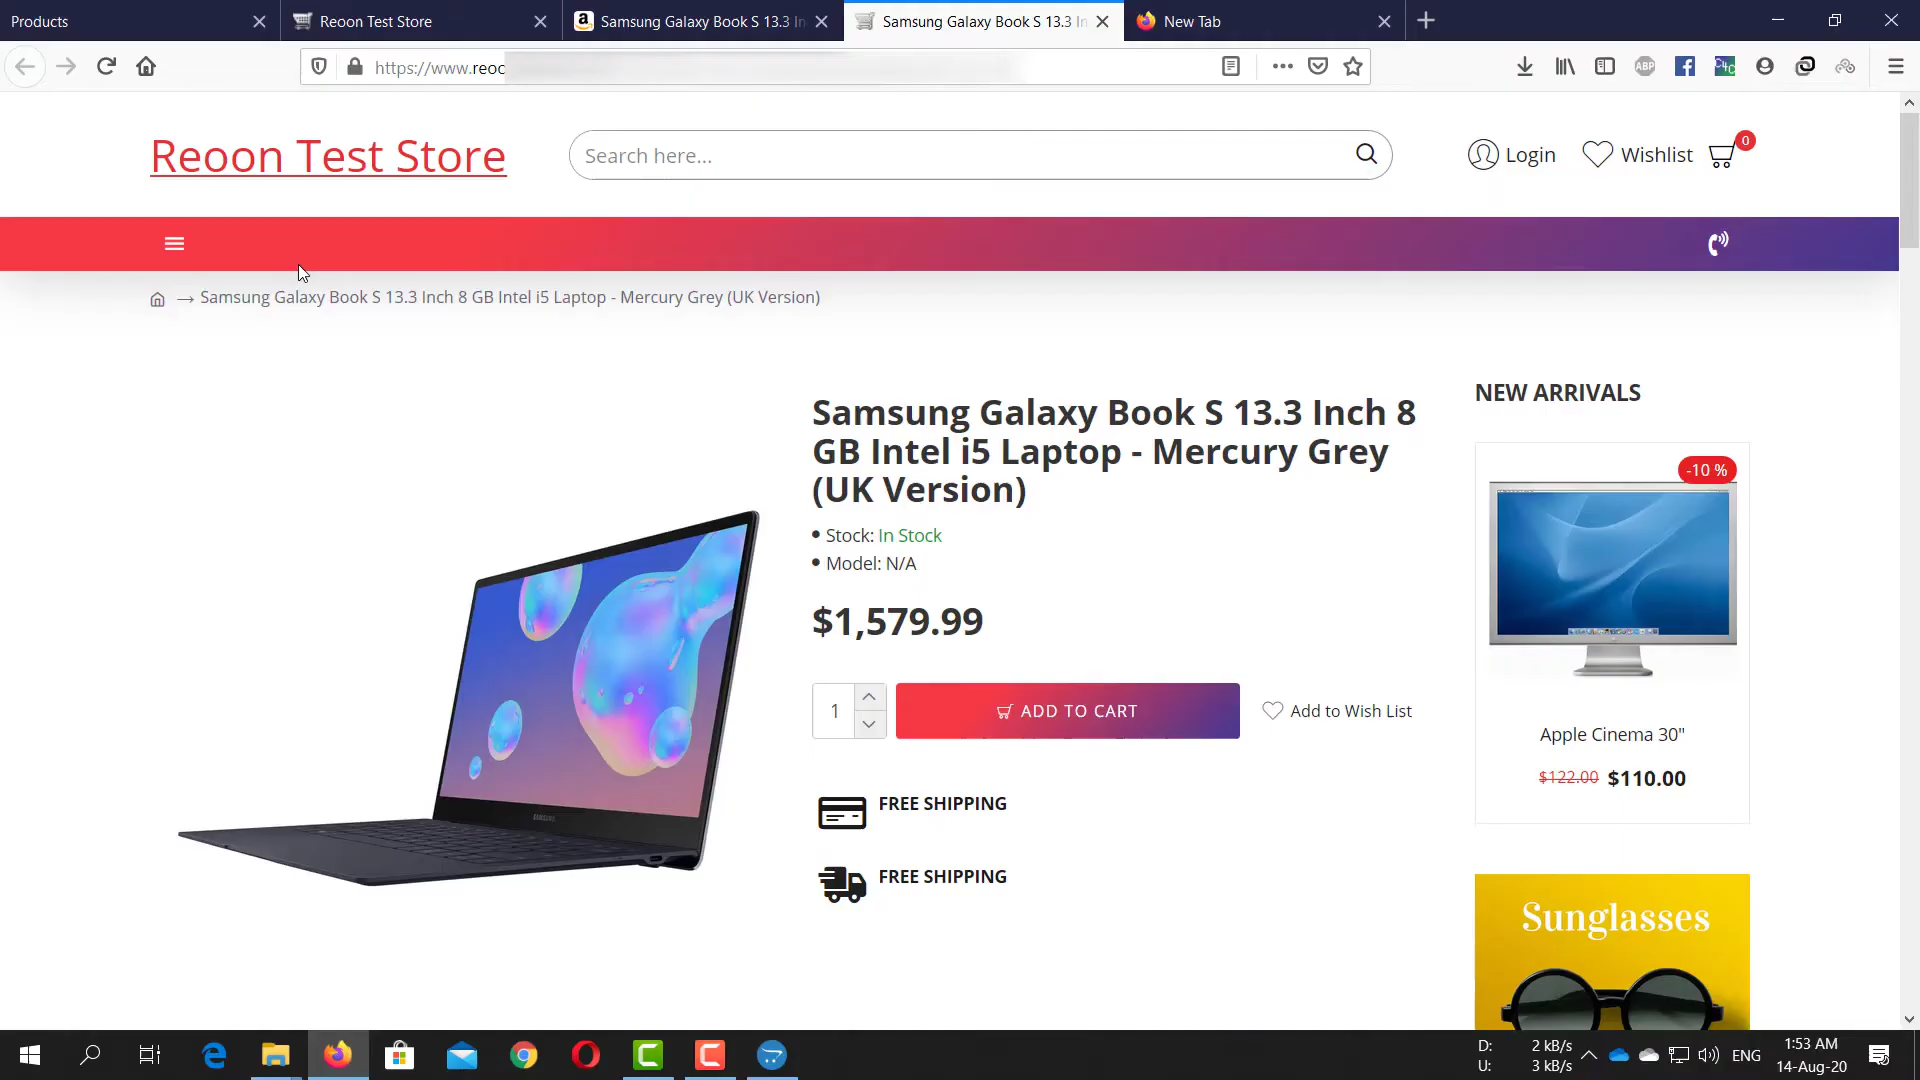 Products
Reoon Test Store
Samsung Galaxy Book S 13.3 In
Samsung Galaxy Book S 13.3 In
New Tab
https://www.reoc
ABP
Reoon Test Store
Search here...
Login
Wishlist
0
Samsung Galaxy Book S 13.3 Inch 8 GB Intel i5 Laptop - Mercury Grey (UK Version)
Samsung Galaxy Book S 13.3 Inch 8
GB Intel i5 Laptop - Mercury Grey
(UK Version)
Stock: In Stock
Model: N/A
$1,579.99
1
ADD TO CART
Add to Wish List
FREE SHIPPING
FREE SHIPPING
NEW ARRIVALS
-10 %
Apple Cinema 30"
$122.00 $110.00
Sunglasses
SAMSUNG
D: 2 kB/s
U: 3 kB/s
ENG
1:53 AM
14-Aug-20